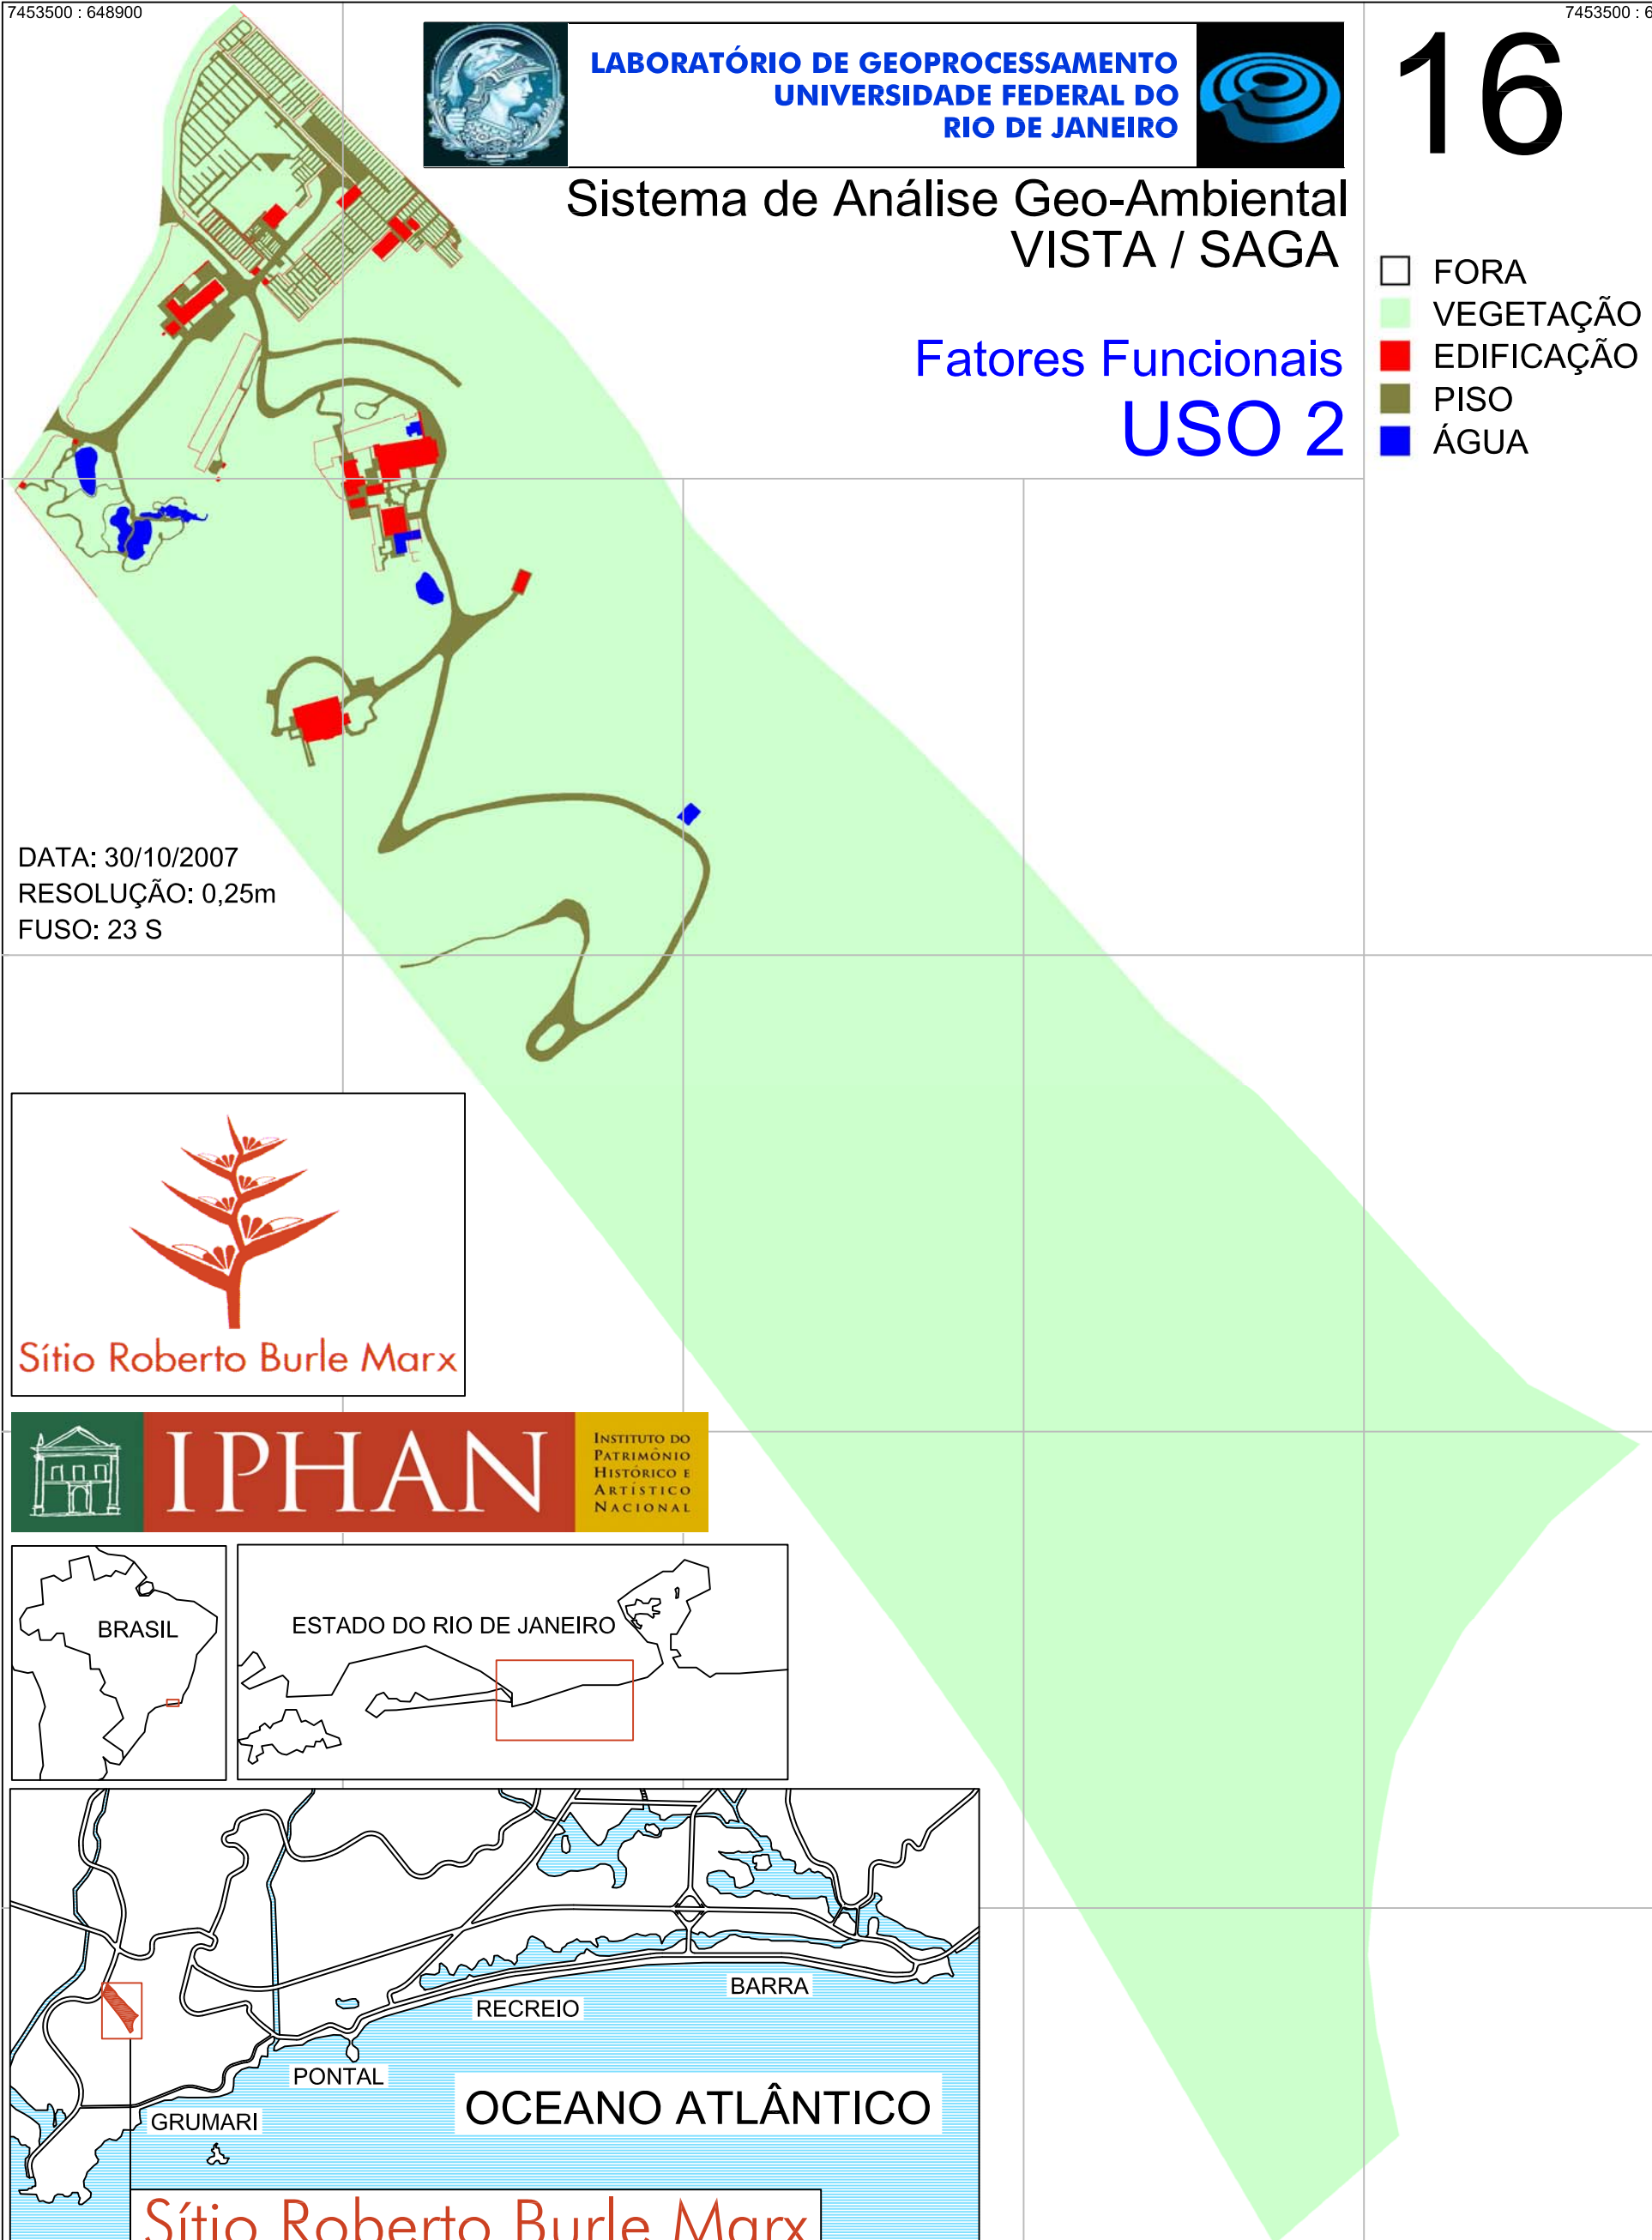 7453500 : 648900
7453500 : 6
LABORATÓRIO DE GEOPROCESSAMENTO
UNIVERSIDADE FEDERAL DO
RIO DE JANEIRO
16
Sistema de Análise Geo-Ambiental
VISTA / SAGA
Fatores Funcionais
USO 2
FORA
VEGETAÇÃO
EDIFICAÇÃO
PISO
ÁGUA
DATA: 30/10/2007
RESOLUÇÃO: 0,25m
FUSO: 23 S
Sítio Roberto Burle Marx
IPHAN
INSTITUTO DO
PATRIMÔNIO
HISTÓRICO E
ARTÍSTICO
NACIONAL
BRASIL
ESTADO DO RIO DE JANEIRO
BARRA
RECREIO
PONTAL
OCEANO ATLÂNTICO
GRUMARI
Sítio Roberto Burle Marx